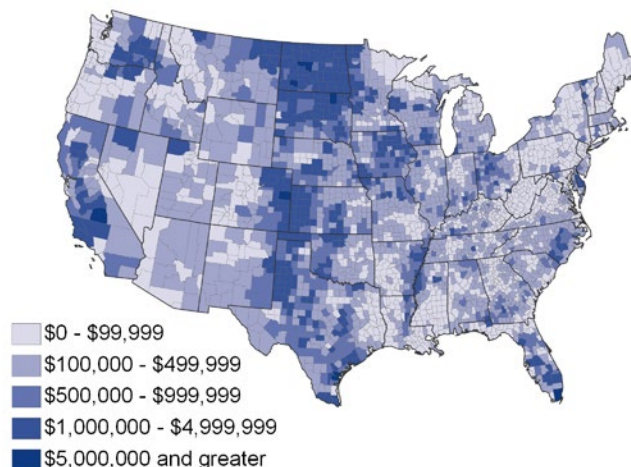 $0 - $99,999
$100,000 - $499,999
$500,000 - $999,999
$1,000,000 - $4,999,999
$5,000,000 and greater